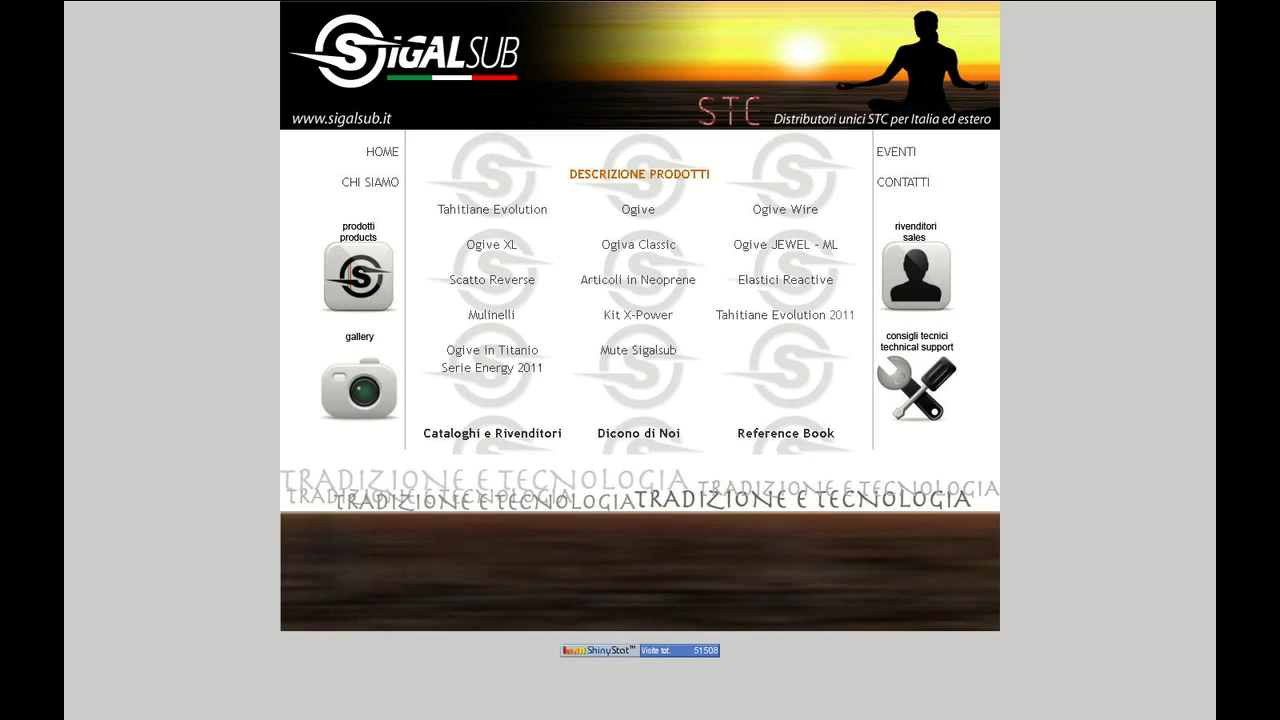 SIGALSUB
www.sigalsub.it
STC
Distributori unici STC per Italia ed estero
HOME
CHI SIAMO
prodotti
products
gallery
DESCRIZIONE PRODOTTI
Tahitiane Evolution
Ogive
Ogive Wire
Ogive XL
Ogiva Classic
Ogive JEWEL - ML
Scatto Reverse
Articoli in Neoprene
Elastici Reactive
Mulinelli
Kit X-Power
Tahitiane Evolution 2011
Ogive in Titanio
Serie Energy 2011
Mute Sigalsub
Cataloghi e Rivenditori
Dicono di Noi
Reference Book
EVENTI
CONTATTI
rivenditori
sales
consigli tecnici
technical support
TRADIZIONE E TECNOLOGIA
TRADIZIONE E TECNOLOGIA
TRADIZIONE E TECNOLOGIA
TRADIZIONE E TECNOLOGIA
TRADIZIONE E TECNOLOGIA
ShinyStat™ Visite tot. 51508